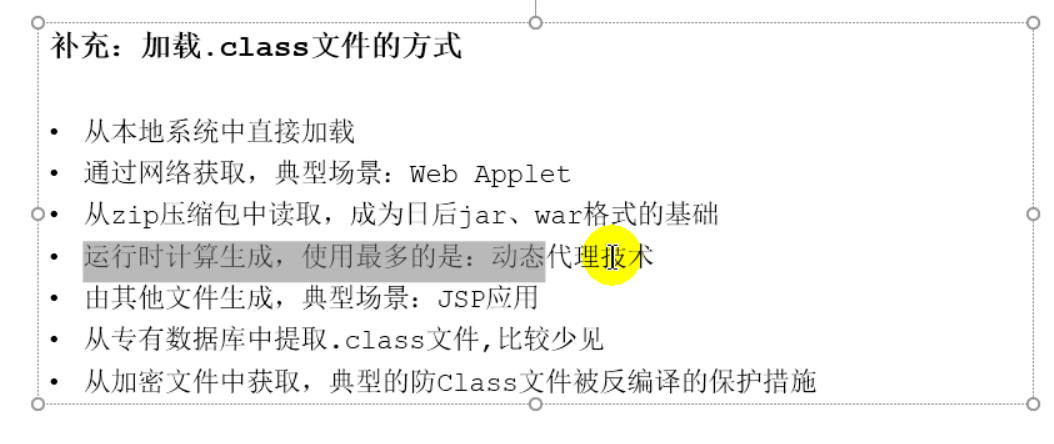 补充：加载.class文件的方式
• 从本地系统中直接加载
• 通过网络获取，典型场景：Web Applet
• 从zip压缩包中读取，成为日后jar、war格式的基础
• 运行时计算生成，使用最多的是：动态代理技术
• 由其他文件生成，典型场景：JSP应用
• 从专有数据库中提取.class文件,比较少见
• 从加密文件中获取，典型的防Class文件被反编译的保护措施